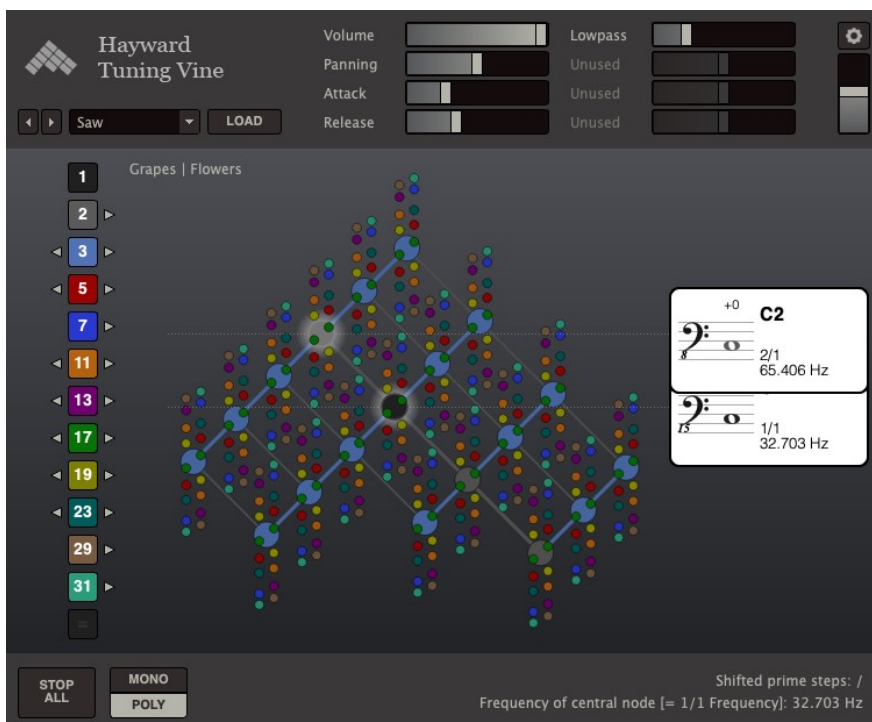 Hayward
Tuning Vine
Volume
Panning
Attack
Release
Lowpass
Unused
Unused
Unused
Saw
LOAD
Grapes | Flowers
1
2
3
5
7
11
13
17
19
23
29
31
=
+0
C2
8
2/1
65.406 Hz
15
1/1
32.703 Hz
STOP
ALL
MONO
POLY
Shifted prime steps: /
Frequency of central node [= 1/1 Frequency]: 32.703 Hz